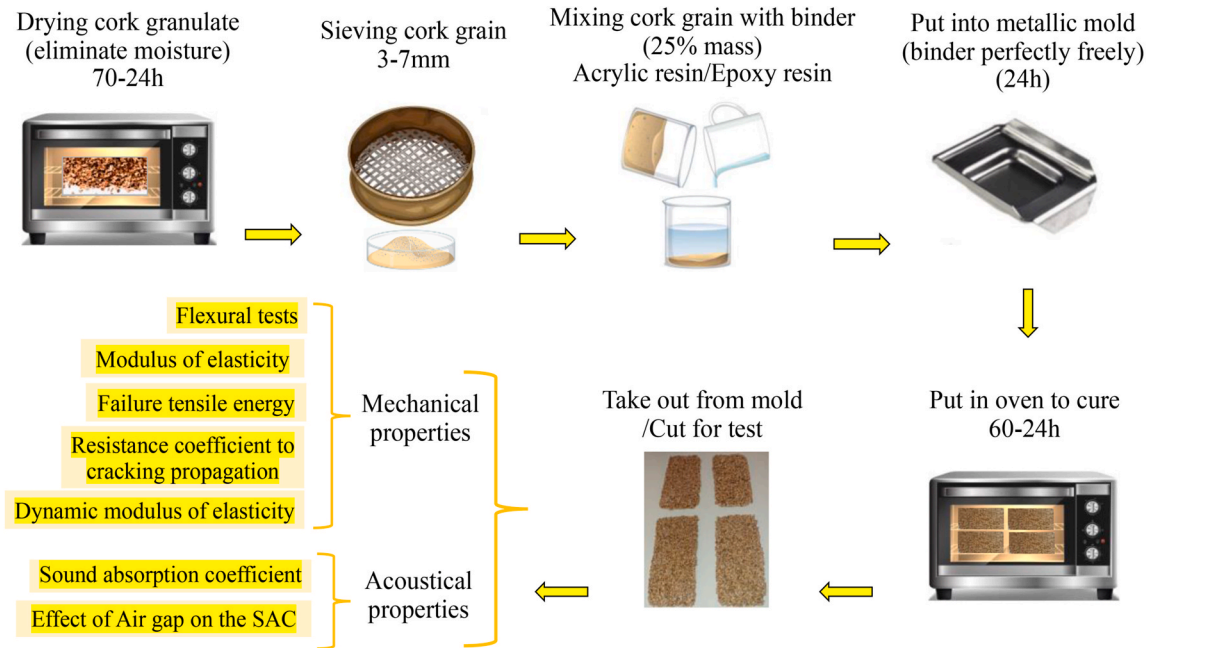 Drying cork granulate
(eliminate moisture)
70-24h
Sieving cork grain
3-7mm
Mixing cork grain with binder
(25% mass)
Acrylic resin/Epoxy resin
Put into metallic mold
(binder perfectly freely)
(24h)
Put in oven to cure
60-24h
Take out from mold
/Cut for test
Mechanical
properties
Flexural tests
Modulus of elasticity
Failure tensile energy
Resistance coefficient to
cracking propagation
Dynamic modulus of elasticity
Acoustical
properties
Sound absorption coefficient
Effect of Air gap on the SAC